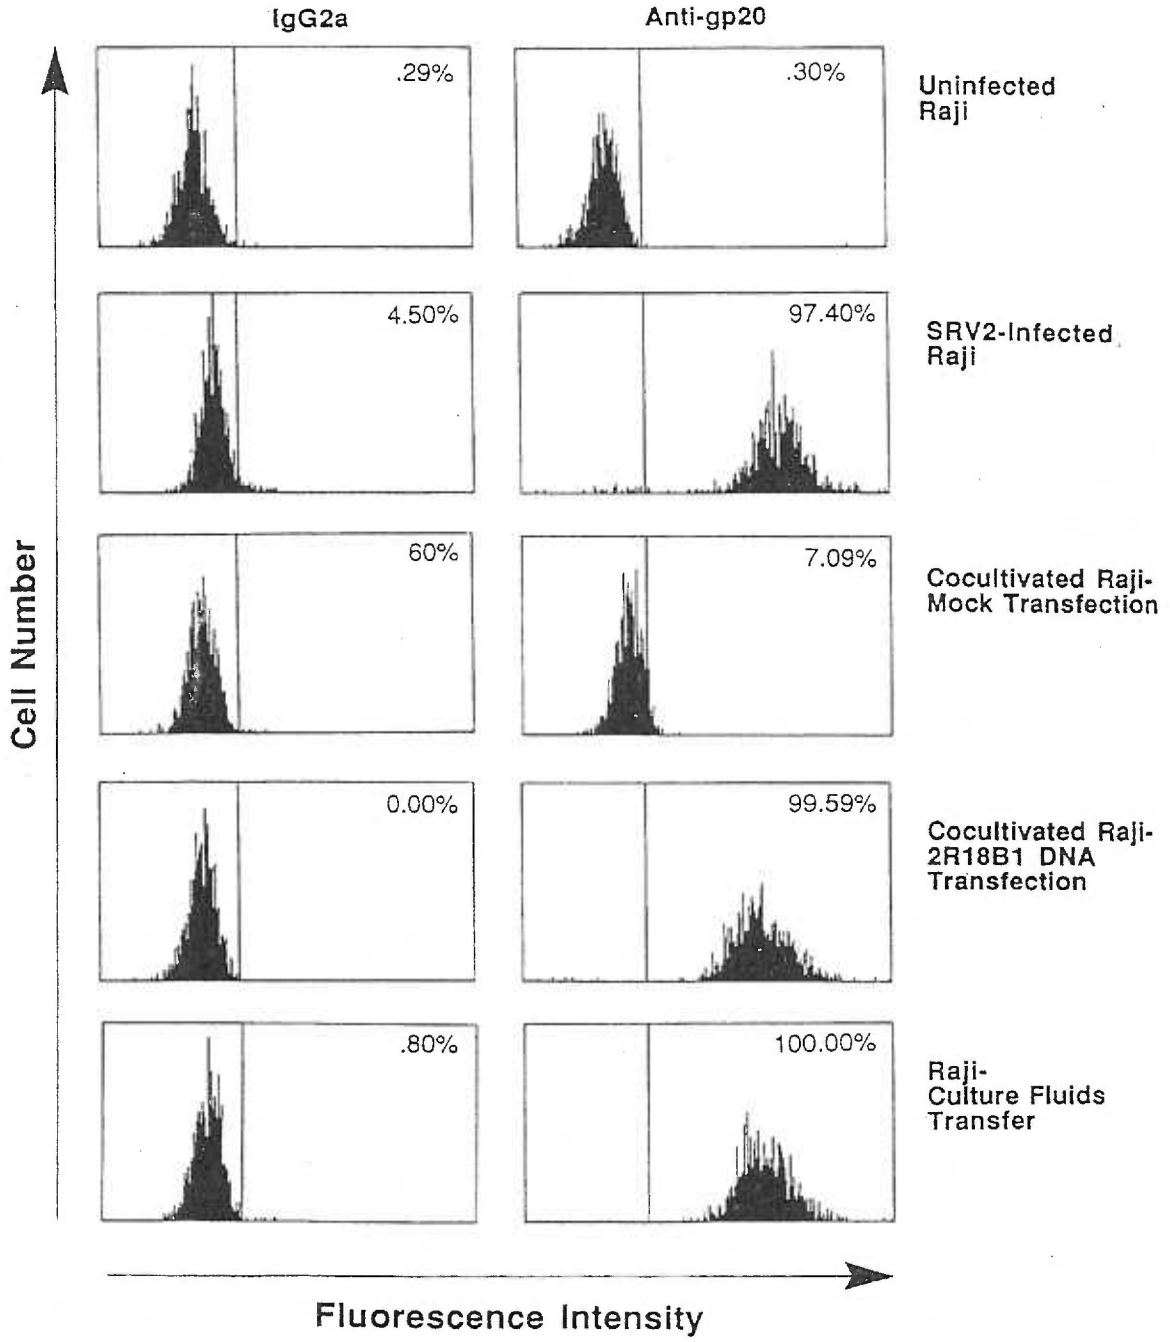 IgG2a
Anti-gp20
.29%
.30%
Uninfected
Raji
4.50%
97.40%
SRV2-Infected
Raji
60%
7.09%
Cocultivated Raji-
Mock Transfection
0.00%
99.59%
Cocultivated Raji-
2R18B1 DNA
Transfection
.80%
100.00%
Raji-
Culture Fluids
Transfer
Cell Number
Fluorescence Intensity